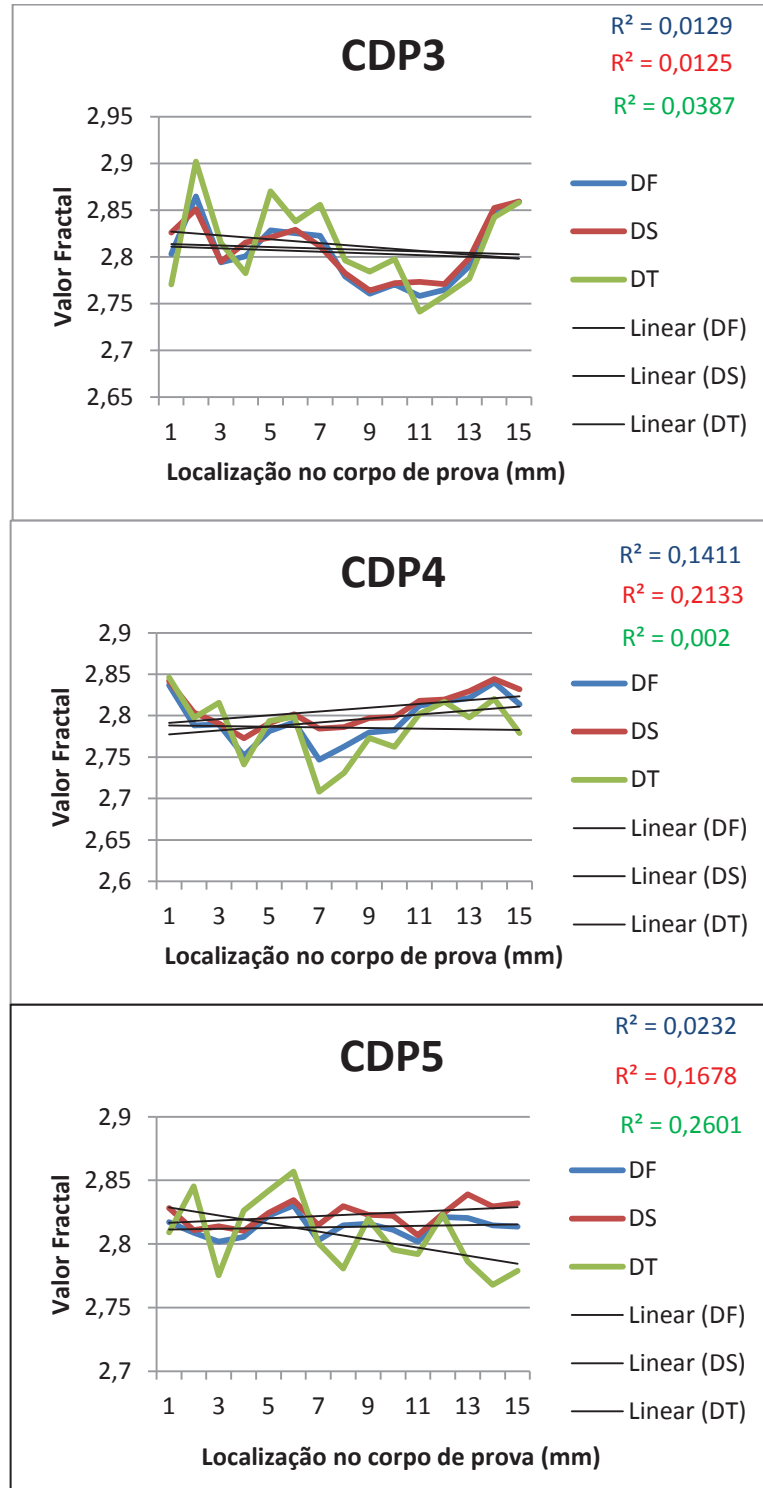 CDP3
R² = 0,0129
R² = 0,0125
R² = 0,0387
2,95
2,9
2,85
2,8
2,75
2,7
2,65
Valor Fractal
1 3 5 7 9 11 13 15
Localização no corpo de prova (mm)
DF
DS
DT
Linear (DF)
Linear (DS)
Linear (DT)
CDP4
R² = 0,1411
R² = 0,2133
R² = 0,002
2,9
2,85
2,8
2,75
2,7
2,65
2,6
Valor Fractal
1 3 5 7 9 11 13 15
Localização no corpo de prova (mm)
DF
DS
DT
Linear (DF)
Linear (DS)
Linear (DT)
CDP5
R² = 0,0232
R² = 0,1678
R² = 0,2601
2,9
2,85
2,8
2,75
2,7
Valor Fractal
1 3 5 7 9 11 13 15
Localização no corpo de prova (mm)
DF
DS
DT
Linear (DF)
Linear (DS)
Linear (DT)